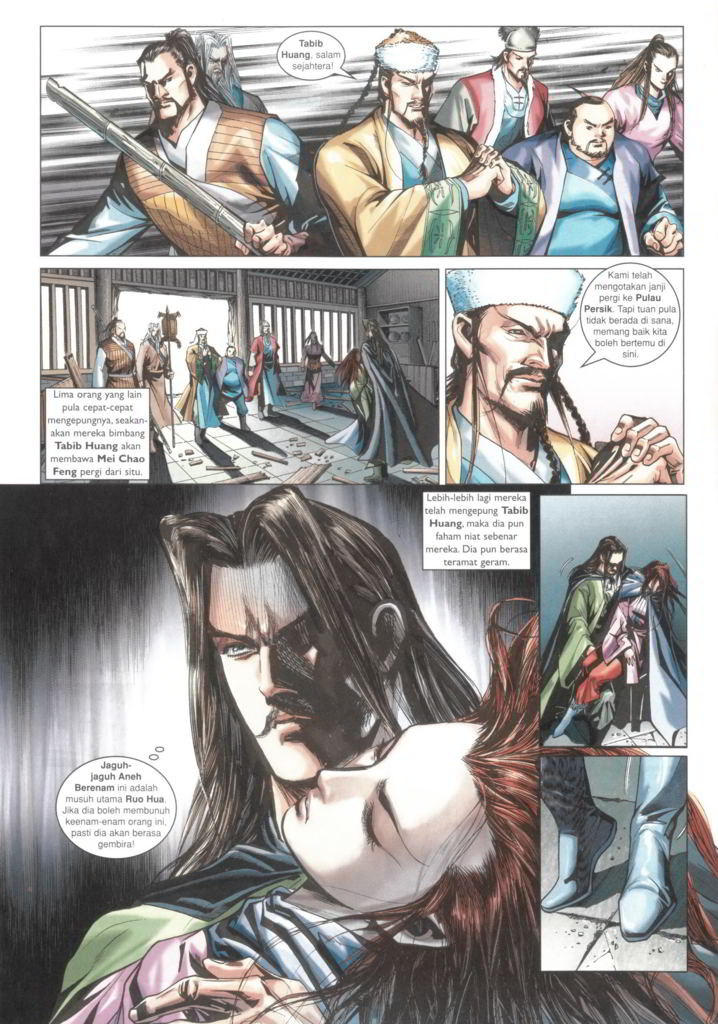 Tabib
Huang, salam
sejahtera!
Lima orang yang lain
pula cepat-cepat
mengepungnya, seakan-
akan mereka bimbang
Tabib Huang akan
membawa Mei Chao
Feng pergi dari situ.
Kami telah
mengotakan janji
pergi ke Pulau
Persik. Tapi tuan pula
tidak berada di sana,
memang baik kita
boleh bertemu di
sini.
Lebih-lebih lagi mereka
telah mengepung Tabib
Huang, maka dia pun
faham niat sebenar
mereka. Dia pun berasa
teramat geram.
Jaguh-
jaguh Aneh
Berenam ini adalah
musuh utama Ruo Hua.
Jika dia boleh membunuh
keenam-enam orang ini,
pasti dia akan berasa
gembira!